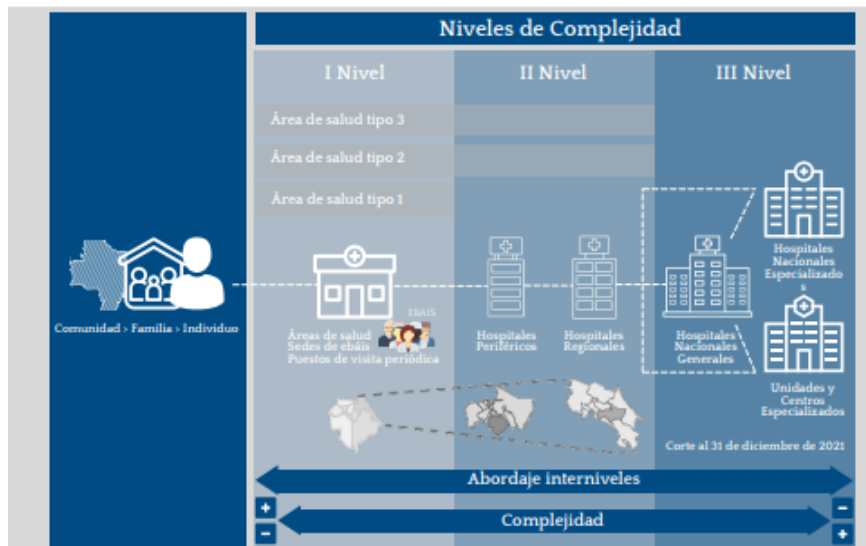 Niveles de Complejidad
I Nivel
II Nivel
III Nivel
Área de salud tipo 3
Área de salud tipo 2
Área de salud tipo 1
Comunidad > Familia > Individuo
EBAIS
Áreas de salud
Sedes de ebáis
Puestos de visita periódica
Hospitales
Periféricos
Hospitales
Regionales
Hospitales
Nacionales
Generales
Hospitales
Nacionales
Especializado
s
Unidades y
Centros
Especializados
Corte al 31 de diciembre de 2021
Abordaje interniveles
+
−
Complejidad
−
+